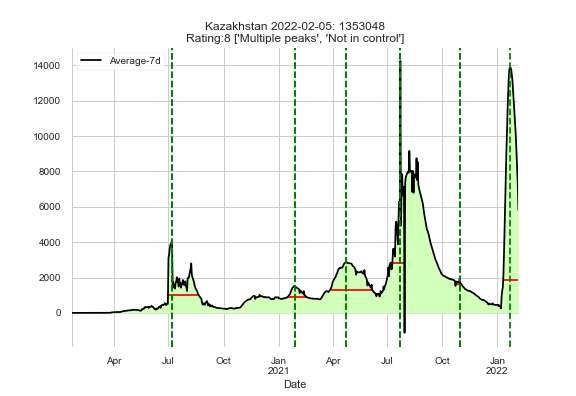 Kazakhstan 2022-02-05: 1353048
Rating:8 ['Multiple peaks', 'Not in control']
Average-7d
14000
12000
10000
8000
6000
4000
2000
0
Apr Jul Oct Jan Apr Jul Oct Jan
2021 2022
Date